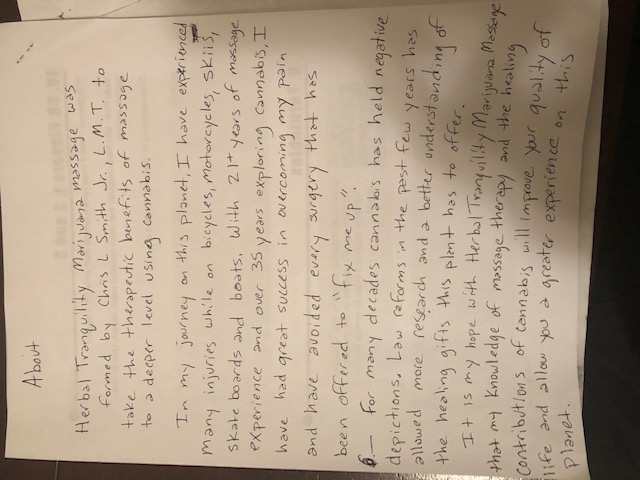 About
Herbal Tranquility Marijuana massage was
formed by Chris L Smith Jr., L.M.T. to
take the therapeutic benefits of massage
to a deeper level using cannabis.
In my journey on this planet, I have experienced
many injuries while on bicycles, motorcycles, skiis,
skate boards and boats. With 21+ years of massage
experience and over 35 years exploring cannabis, I
have had great success in overcoming my pain
and have avoided every surgery that has
been offered to "fix me up".
— For many decades cannabis has held negative
depictions. Law reforms in the past few years has
allowed more research and a better understanding of
the healing gifts this plant has to offer.
It is my hope with Herbal Tranquility Marijuana Massage
that my knowledge of massage therapy and the healing
contributions of cannabis will improve your quality of
life and allow you a greater experience on this
planet.